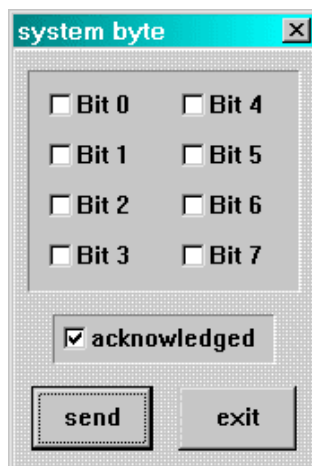 system byte
Bit 0 Bit 4
Bit 1 Bit 5
Bit 2 Bit 6
Bit 3 Bit 7
acknowledged
send exit